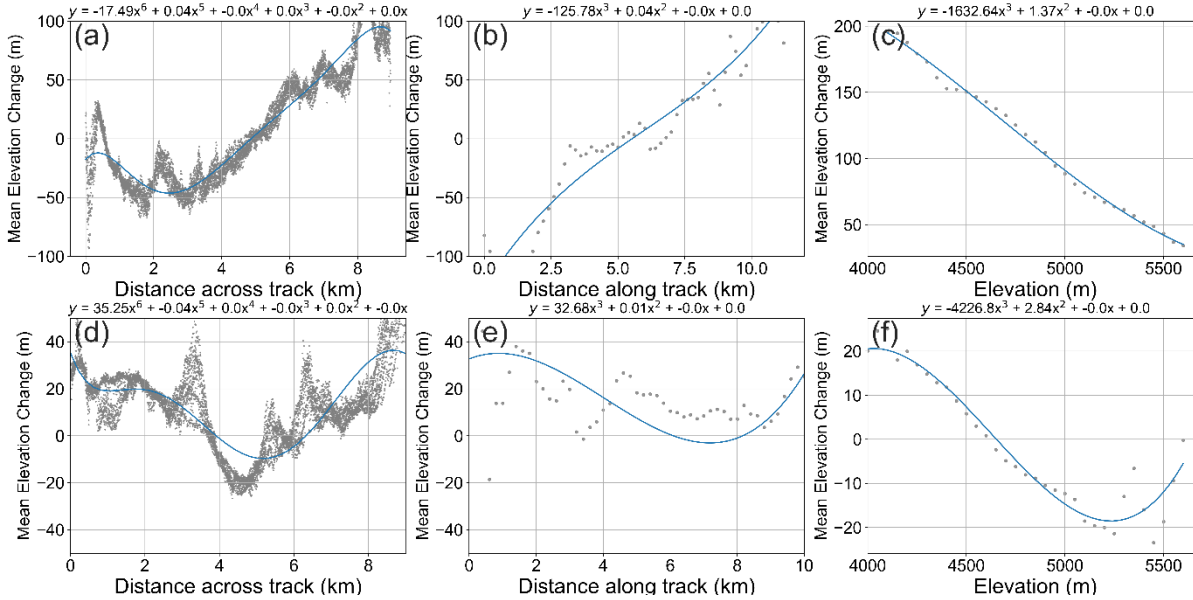 y = -17.49x⁶ + 0.04x⁵ + -0.0x⁴ + 0.0x³ + -0.0x² + 0.0x
(a)
Mean Elevation Change (m)
100
50
0
−50
−100
0 2 4 6 8
Distance across track (km)
y = -125.78x³ + 0.04x² + -0.0x + 0.0
(b)
Mean Elevation Change (m)
100
50
0
−50
−100
0.0 2.5 5.0 7.5 10.0
Distance along track (km)
y = -1632.64x³ + 1.37x² + -0.0x + 0.0
(c)
Mean Elevation Change (m)
200
150
100
50
4000 4500 5000 5500
Elevation (m)
y = 35.25x⁶ + -0.04x⁵ + 0.0x⁴ + -0.0x³ + 0.0x² + -0.0x
(d)
Mean Elevation Change (m)
40
20
0
−20
−40
0 2 4 6 8
Distance across track (km)
y = 32.68x³ + 0.01x² + -0.0x + 0.0
(e)
Mean Elevation Change (m)
40
20
0
−20
−40
0 2 4 6 8 10
Distance along track (km)
y = -4226.8x³ + 2.84x² + -0.0x + 0.0
(f)
Mean Elevation Change (m)
20
10
0
−10
−20
4000 4500 5000 5500
Elevation (m)